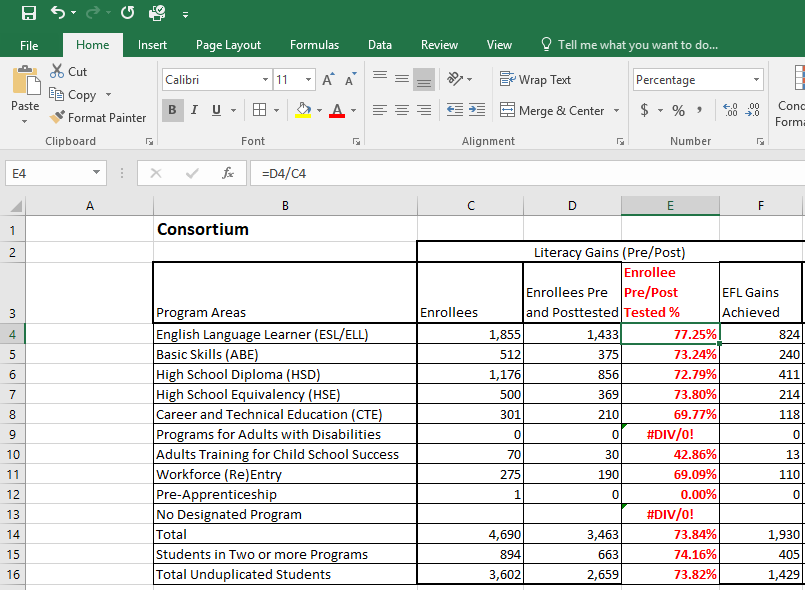 File Home Insert Page Layout Formulas Data Review View Tell me what you want to do...
Paste
Cut
Copy
Format Painter
Clipboard
Calibri 11 A A
B I U A
Font
Wrap Text
Merge & Center
Alignment
Percentage
$ % , .00 .00
Number
E4 fx =D4/C4
A B C D E F
1 Consortium
2 Literacy Gains (Pre/Post)
3 Program Areas Enrollees Enrollees Pre and Posttested Enrollee Pre/Post Tested % EFL Gains Achieved
4 English Language Learner (ESL/ELL) 1,855 1,433 77.25% 824
5 Basic Skills (ABE) 512 375 73.24% 240
6 High School Diploma (HSD) 1,176 856 72.79% 411
7 High School Equivalency (HSE) 500 369 73.80% 214
8 Career and Technical Education (CTE) 301 210 69.77% 118
9 Programs for Adults with Disabilities 0 0 #DIV/0! 0
10 Adults Training for Child School Success 70 30 42.86% 13
11 Workforce (Re)Entry 275 190 69.09% 110
12 Pre-Apprenticeship 1 0 0.00% 0
13 No Designated Program #DIV/0!
14 Total 4,690 3,463 73.84% 1,930
15 Students in Two or more Programs 894 663 74.16% 405
16 Total Unduplicated Students 3,602 2,659 73.82% 1,429